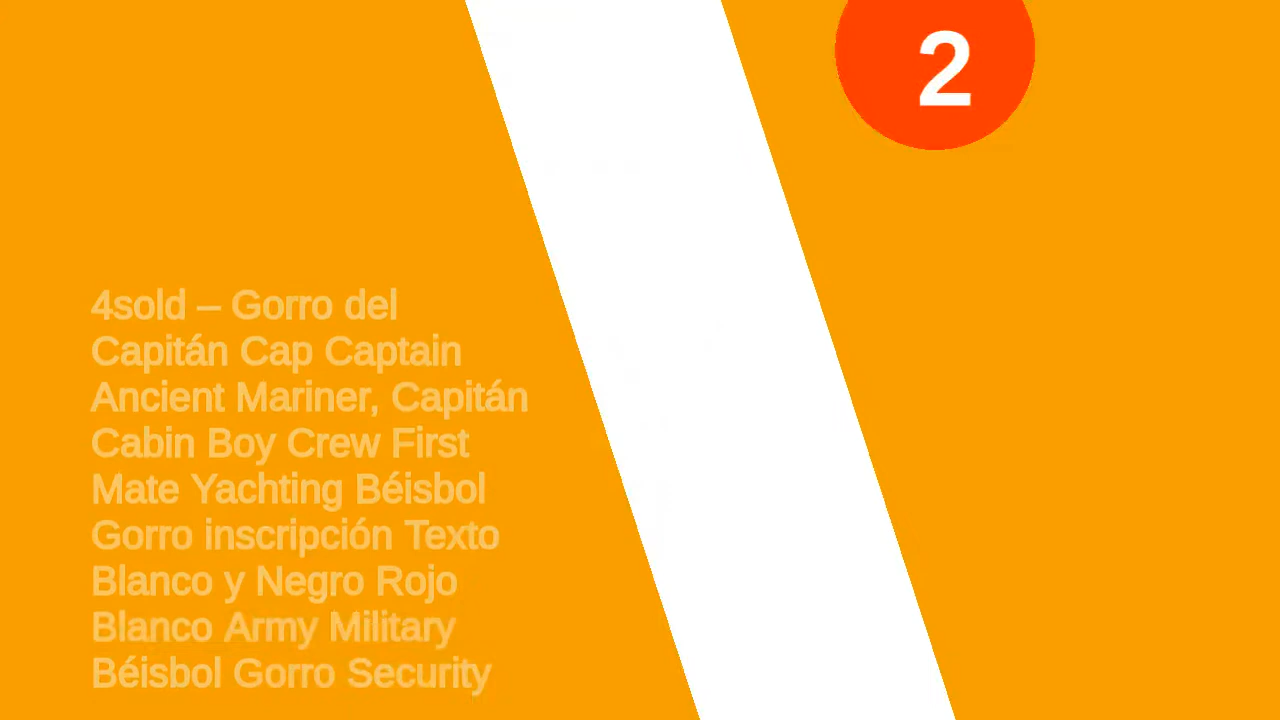 2
4sold – Gorro del
Capitán Cap Captain
Ancient Mariner, Capitán
Cabin Boy Crew First
Mate Yachting Béisbol
Gorro inscripción Texto
Blanco y Negro Rojo
Blanco Army Military
Béisbol Gorro Security